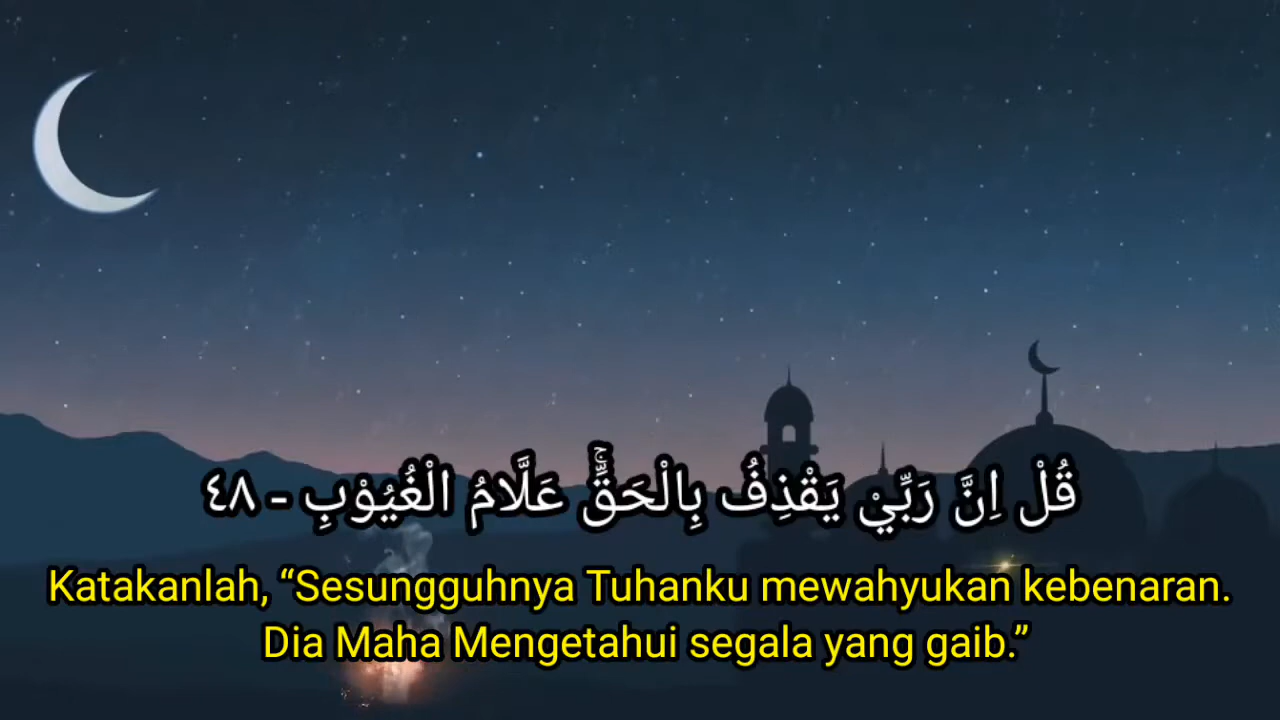 قُلْ اِنَّ رَبِّيْ يَقْذِفُ بِالْحَقِّۚ عَلَّامُ الْغُيُوْبِ - ٤٨
Katakanlah, “Sesungguhnya Tuhanku mewahyukan kebenaran.
Dia Maha Mengetahui segala yang gaib.”